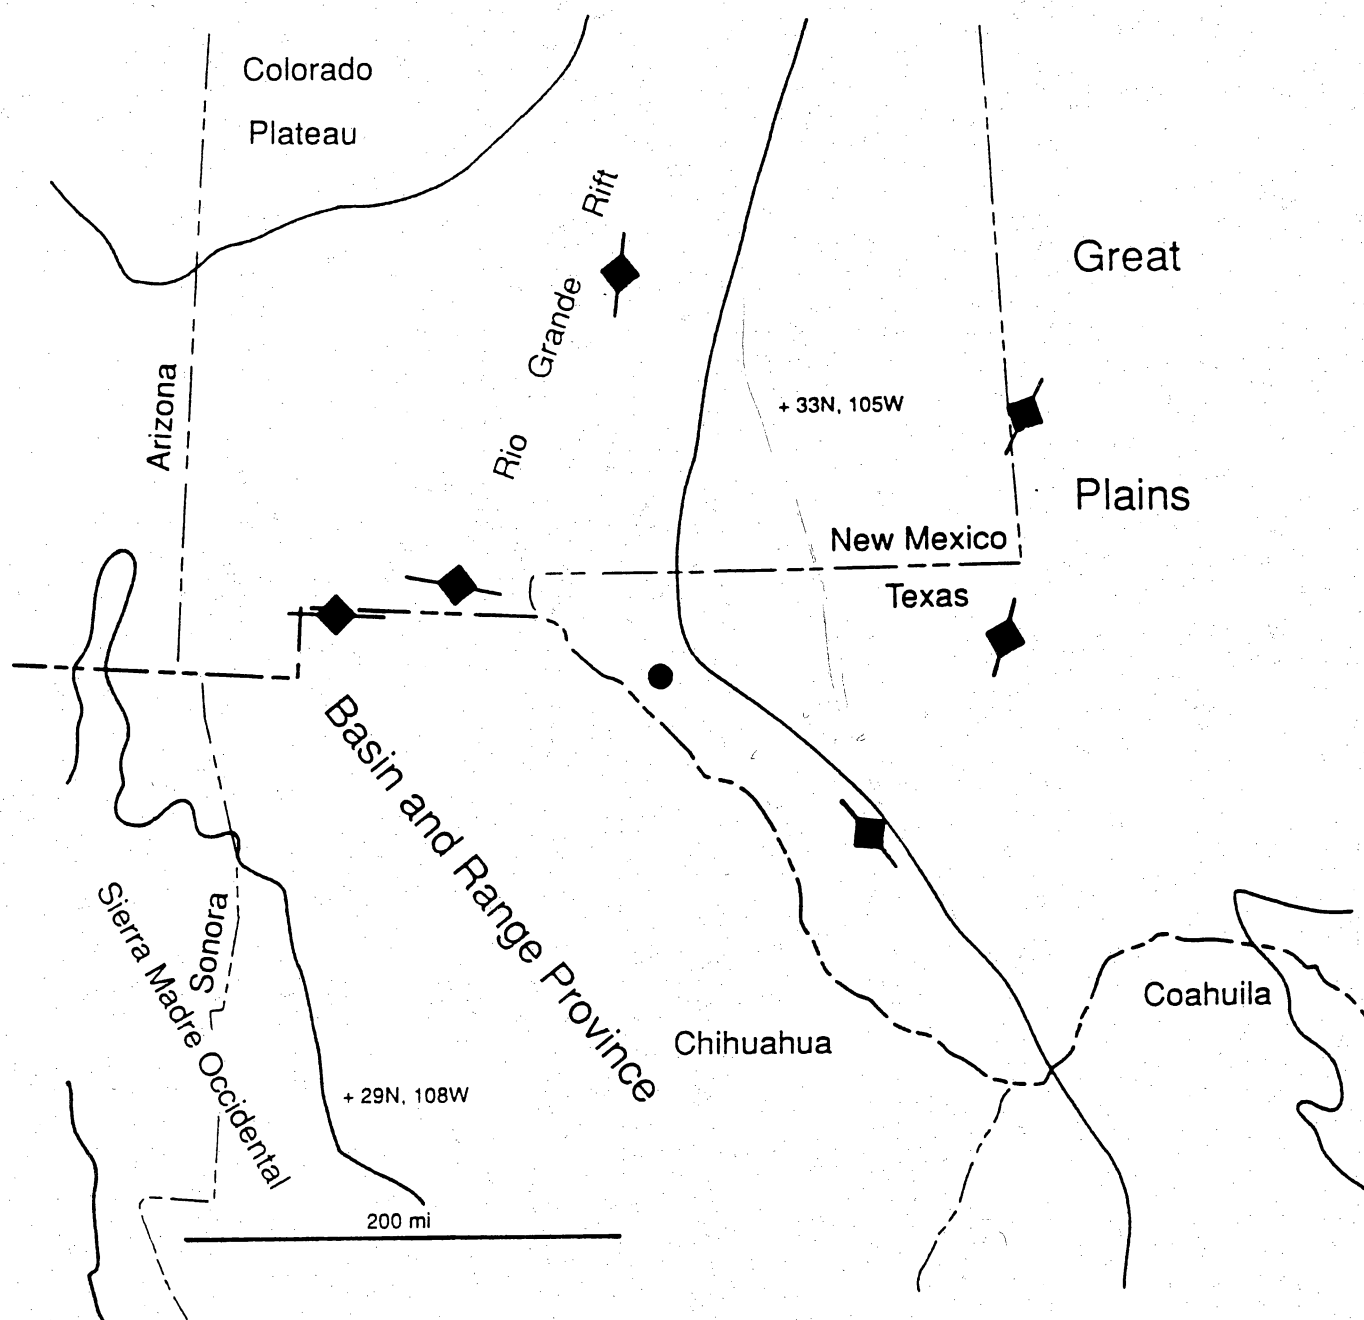 Colorado
Plateau
Rio Grande Rift
Great
Arizona
+ 33N, 105W
Plains
New Mexico
Texas
Basin and Range Province
Sonora
Sierra Madre Occidental
Coahuila
Chihuahua
+ 29N, 108W
200 mi